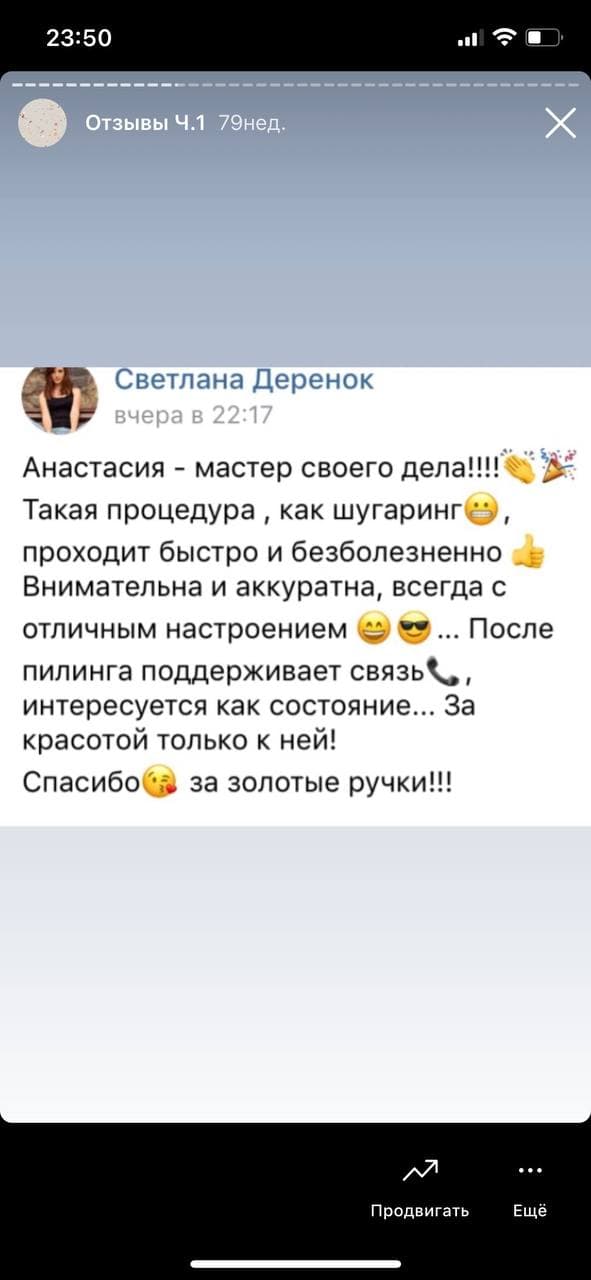 23:50
Отзывы Ч.1 79нед.
Светлана Деренок
вчера в 22:17
Анастасия - мастер своего дела!!!!👏🎉
Такая процедура , как шугаринг😬,
проходит быстро и безболезненно 👍
Внимательна и аккуратна, всегда с
отличным настроением 😄😎... После
пилинга поддерживает связь📞,
интересуется как состояние... За
красотой только к ней!
Спасибо😘 за золотые ручки!!!
Продвигать Ещё